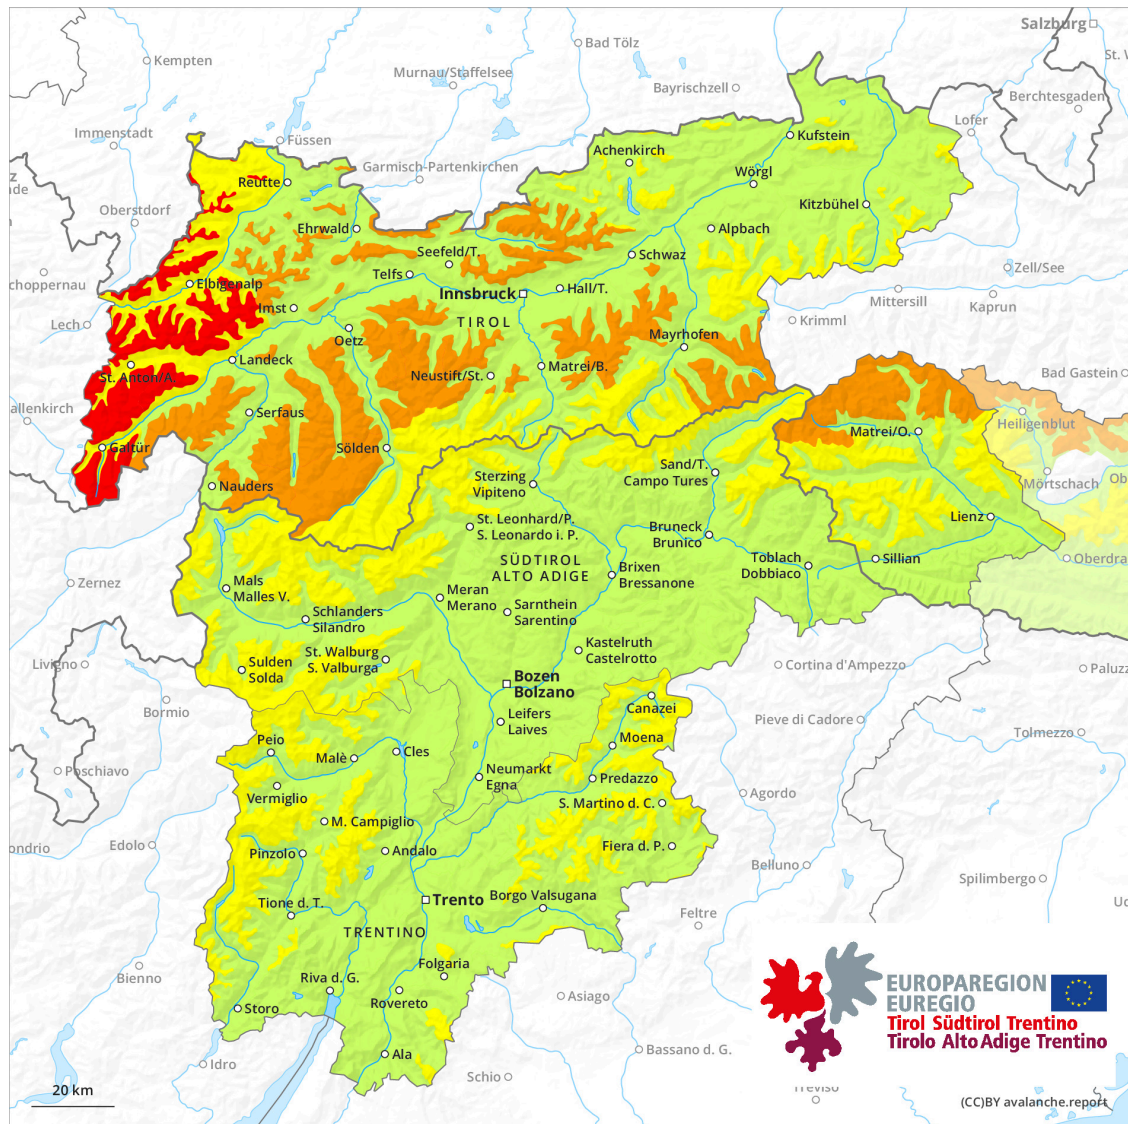 Salzburg
Kempten
Bad Tölz
St. V
Murnau/Staffelsee
Bayrischzell
Berchtesgaden
Immenstadt
Füssen
Achenkirch
Kufstein
Lofer
Garmisch-Partenkirchen
Reutte
Wörgl
Oberstdorf
Kitzbühel
Ehrwald
Alpbach
Seefeld/T.
Schwaz
choppernau
Telfs
Zell/See
Elbigenalp
Innsbruck
Hall/T.
Mittersill
Kaprun
Imst
Lech
TIROL
Krimml
Oetz
Mayrhofen
Landeck
Matrei/B.
St. Anton/A.
Neustift/St.
Bad Gastein
allenkirch
Serfaus
Heiligenblut
Matrei/O.
Galtür
Sölden
Sand/T.
Campo Tures
Sterzing
Vipiteno
Mörtschach
Ob
Nauders
St. Leonhard/P.
S. Leonardo i. P.
Bruneck
Brunico
Lienz
SÜDTIROL
ALTO ADIGE
Toblach
Dobbiaco
Sillian
Oberdra
Brixen
Bressanone
Zernez
Mals
Malles V.
Meran
Merano
Schlanders
Silandro
Sarnthein
Sarentino
Kastelruth
Castelrotto
St. Walburg
S. Valburga
Livigno
Sulden
Solda
Cortina d'Ampezzo
Paluzz
Bozen
Bolzano
Bormio
Canazei
Leifers
Laives
Pieve di Cadore
Tolmezzo
Peio
Moena
Cles
Malè
Poschiavo
Neumarkt
Egna
Predazzo
Vermiglio
Agordo
S. Martino d. C.
M. Campiglio
ondrio
Edolo
Pinzolo
Andalo
Fiera d. P.
Belluno
Spilimbergo
Trento
Borgo Valsugana
Tione d. T.
Feltre
TRENTINO
Folgaria
Bienno
Riva d. G.
Rovereto
Asiago
Storo
EUROPAREGION
EUREGIO
Tirol Südtirol Trentino
Tirolo Alto Adige Trentino
Ala
Idro
Bassano d. G.
Schio
20 km
Treviso
(CC)BY avalanche.report